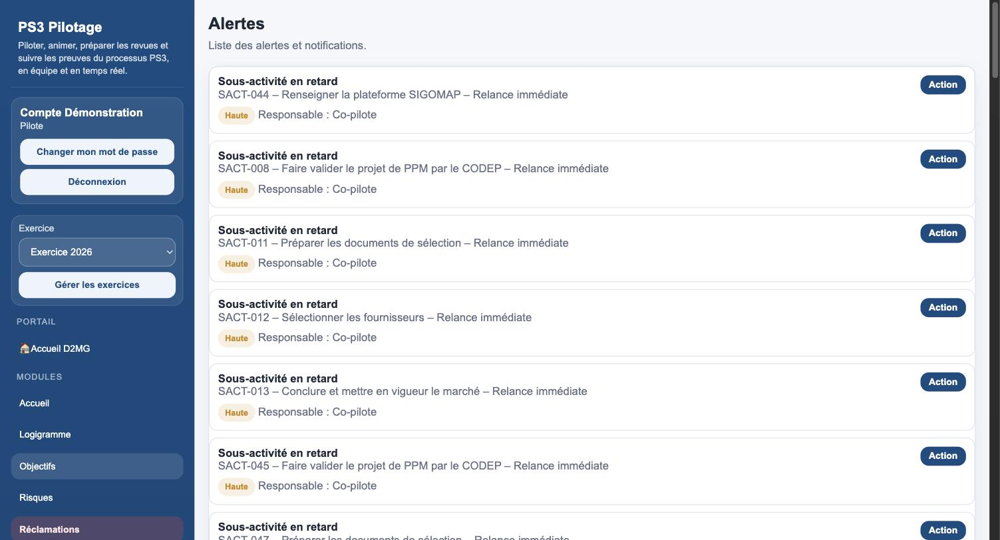 PS3 Pilotage
Piloter, animer, préparer les revues et
suivre les preuves du processus PS3,
en équipe et en temps réel.
Compte Démonstration
Pilote
Changer mon mot de passe
Déconnexion
Exercice
Exercice 2026
Gérer les exercices
PORTAIL
Accueil D2MG
MODULES
Accueil
Logigramme
Objectifs
Risques
Réclamations
Alertes
Liste des alertes et notifications.
Sous-activité en retard
Action
SACT-044 – Renseigner la plateforme SIGOMAP – Relance immédiate
Haute Responsable : Co-pilote
Sous-activité en retard
Action
SACT-008 – Faire valider le projet de PPM par le CODEP – Relance immédiate
Haute Responsable : Co-pilote
Sous-activité en retard
Action
SACT-011 – Préparer les documents de sélection – Relance immédiate
Haute Responsable : Co-pilote
Sous-activité en retard
Action
SACT-012 – Sélectionner les fournisseurs – Relance immédiate
Haute Responsable : Co-pilote
Sous-activité en retard
Action
SACT-013 – Conclure et mettre en vigueur le marché – Relance immédiate
Haute Responsable : Co-pilote
Sous-activité en retard
Action
SACT-045 – Faire valider le projet de PPM par le CODEP – Relance immédiate
Haute Responsable : Co-pilote
Sous-activité en retard
Action
SACT-047 – Préparer les documents de sélection – Relance immédiate